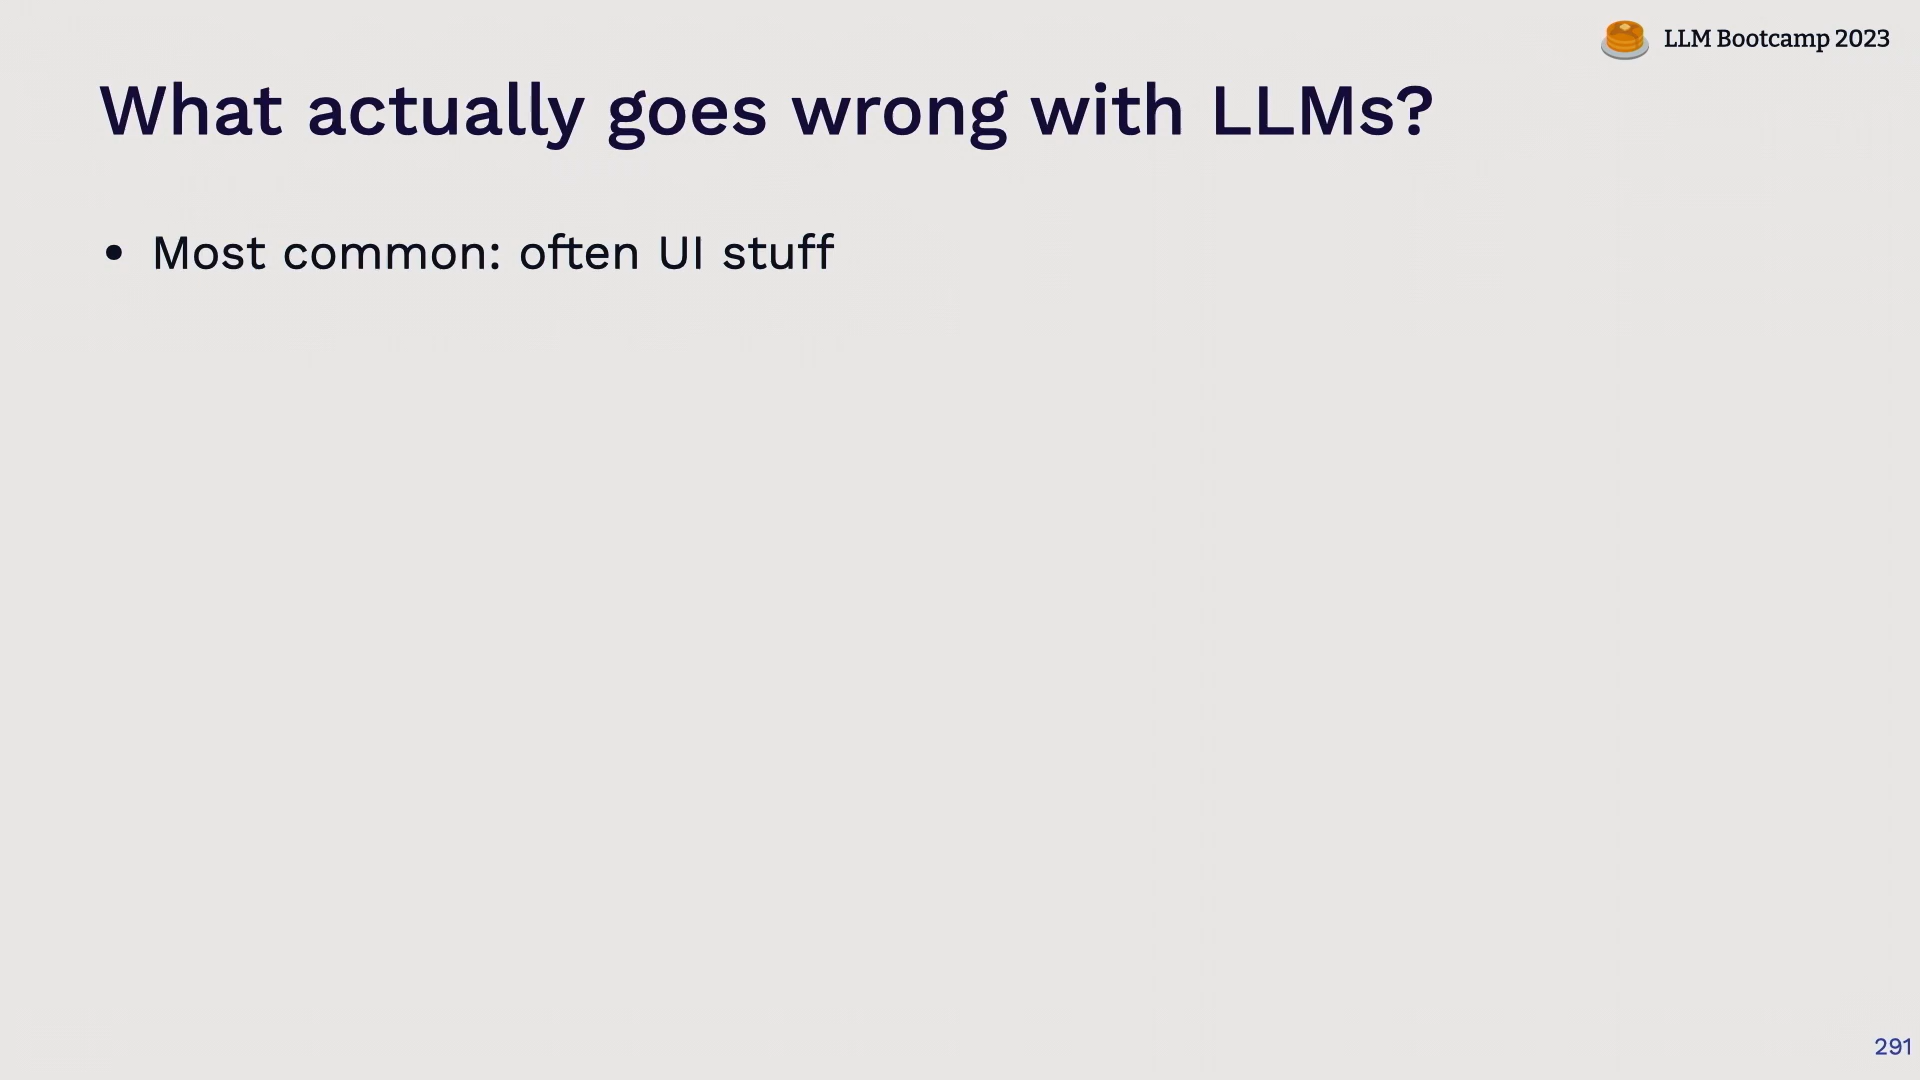 LLM Bootcamp 2023
What actually goes wrong with LLMs?
• Most common: often UI stuff
291